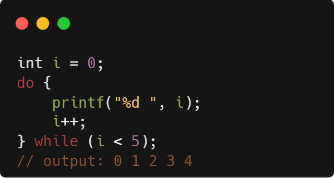 int i = 0;
do {
    printf("%d ", i);
    i++;
} while (i < 5);
// output: 0 1 2 3 4